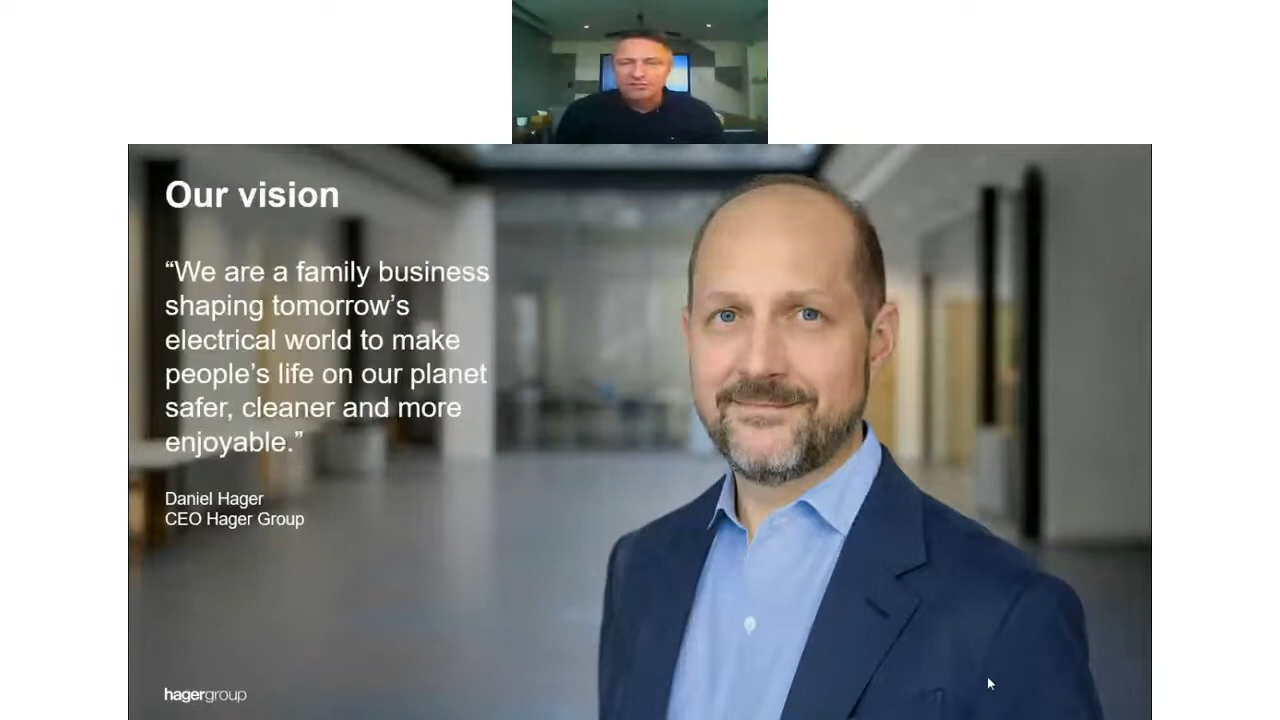 Our vision
“We are a family business
shaping tomorrow’s
electrical world to make
people’s life on our planet
safer, cleaner and more
enjoyable.”
Daniel Hager
CEO Hager Group
hagergroup